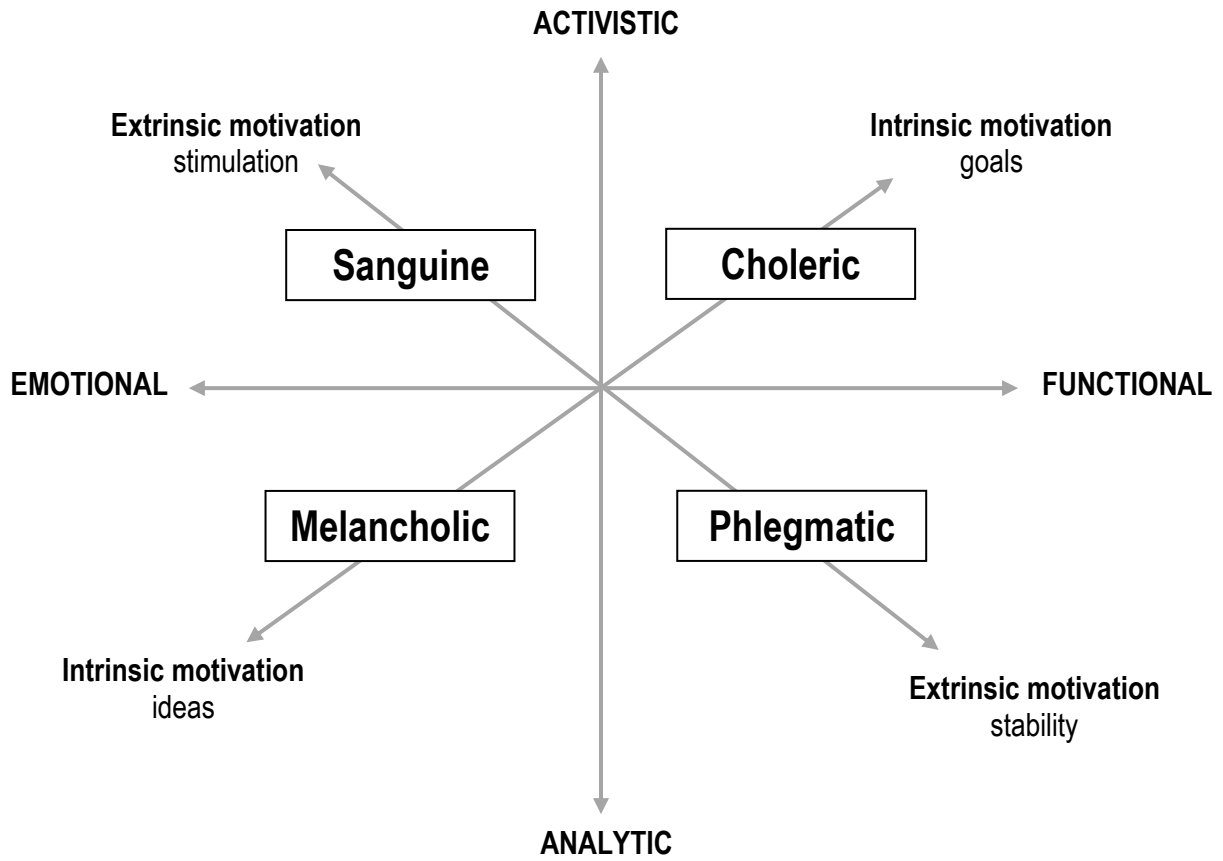 ACTIVISTIC
Extrinsic motivation
stimulation
Intrinsic motivation
goals
Sanguine
Choleric
EMOTIONAL
FUNCTIONAL
Melancholic
Phlegmatic
Intrinsic motivation
ideas
Extrinsic motivation
stability
ANALYTIC